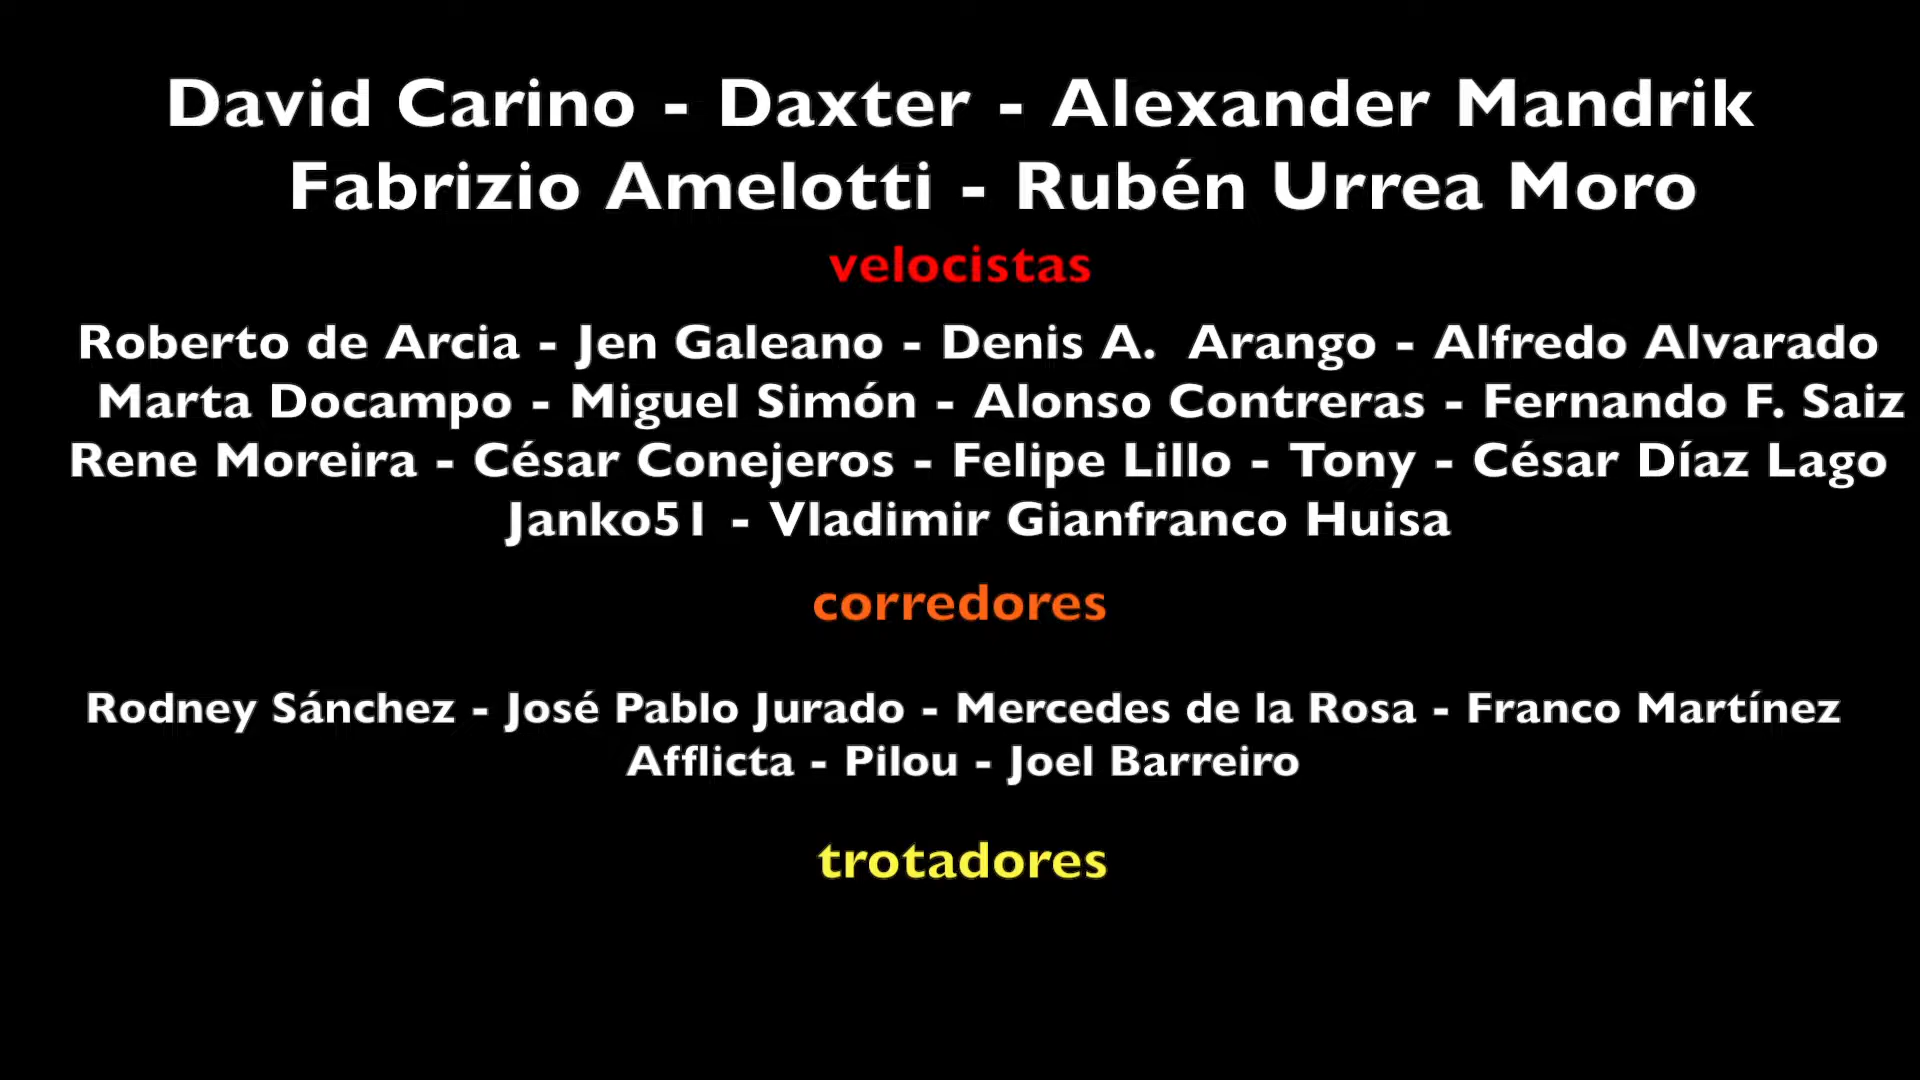 David Carino - Daxter - Alexander Mandrik
Fabrizio Amelotti - Rubén Urrea Moro
velocistas
Roberto de Arcia - Jen Galeano - Denis A. Arango - Alfredo Alvarado
Marta Docampo - Miguel Simón - Alonso Contreras - Fernando F. Saiz
Rene Moreira - César Conejeros - Felipe Lillo - Tony - César Díaz Lago
Janko51 - Vladimir Gianfranco Huisa
corredores
Rodney Sánchez - José Pablo Jurado - Mercedes de la Rosa - Franco Martínez
Afflicta - Pilou - Joel Barreiro
trotadores